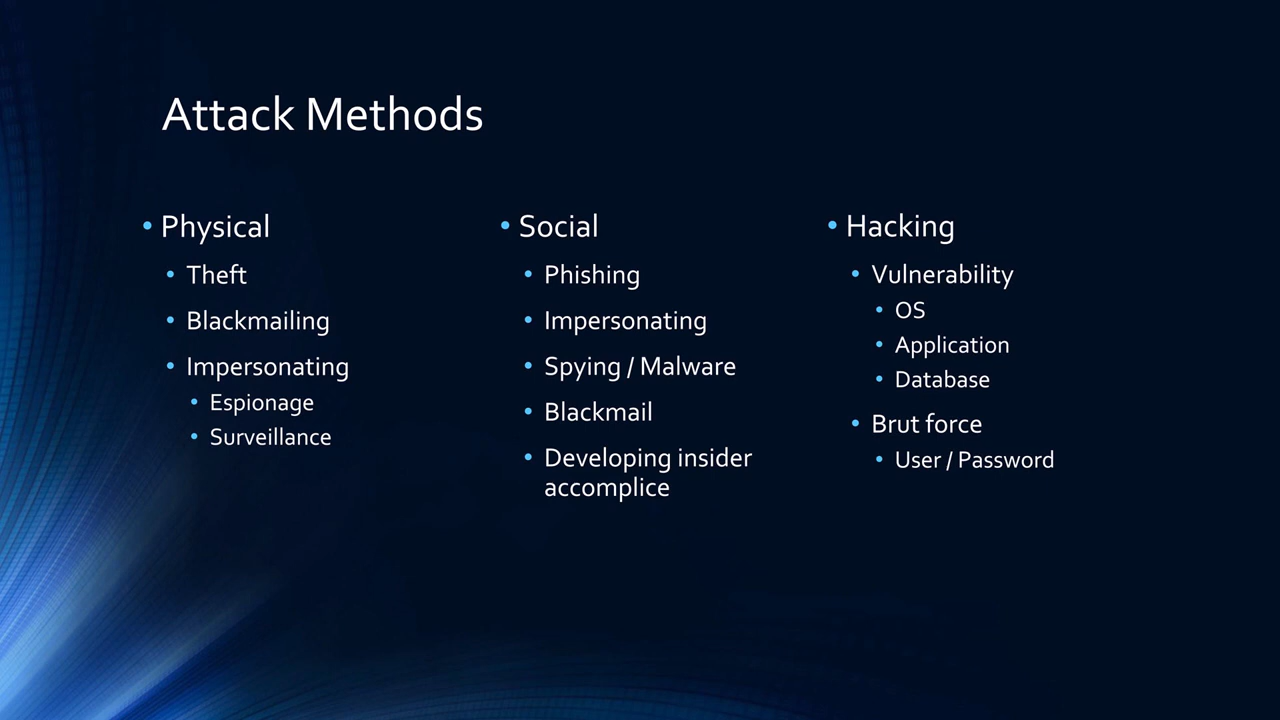 Attack Methods
• Physical
• Theft
• Blackmailing
• Impersonating
• Espionage
• Surveillance
• Social
• Phishing
• Impersonating
• Spying / Malware
• Blackmail
• Developing insider
accomplice
• Hacking
• Vulnerability
• OS
• Application
• Database
• Brut force
• User / Password